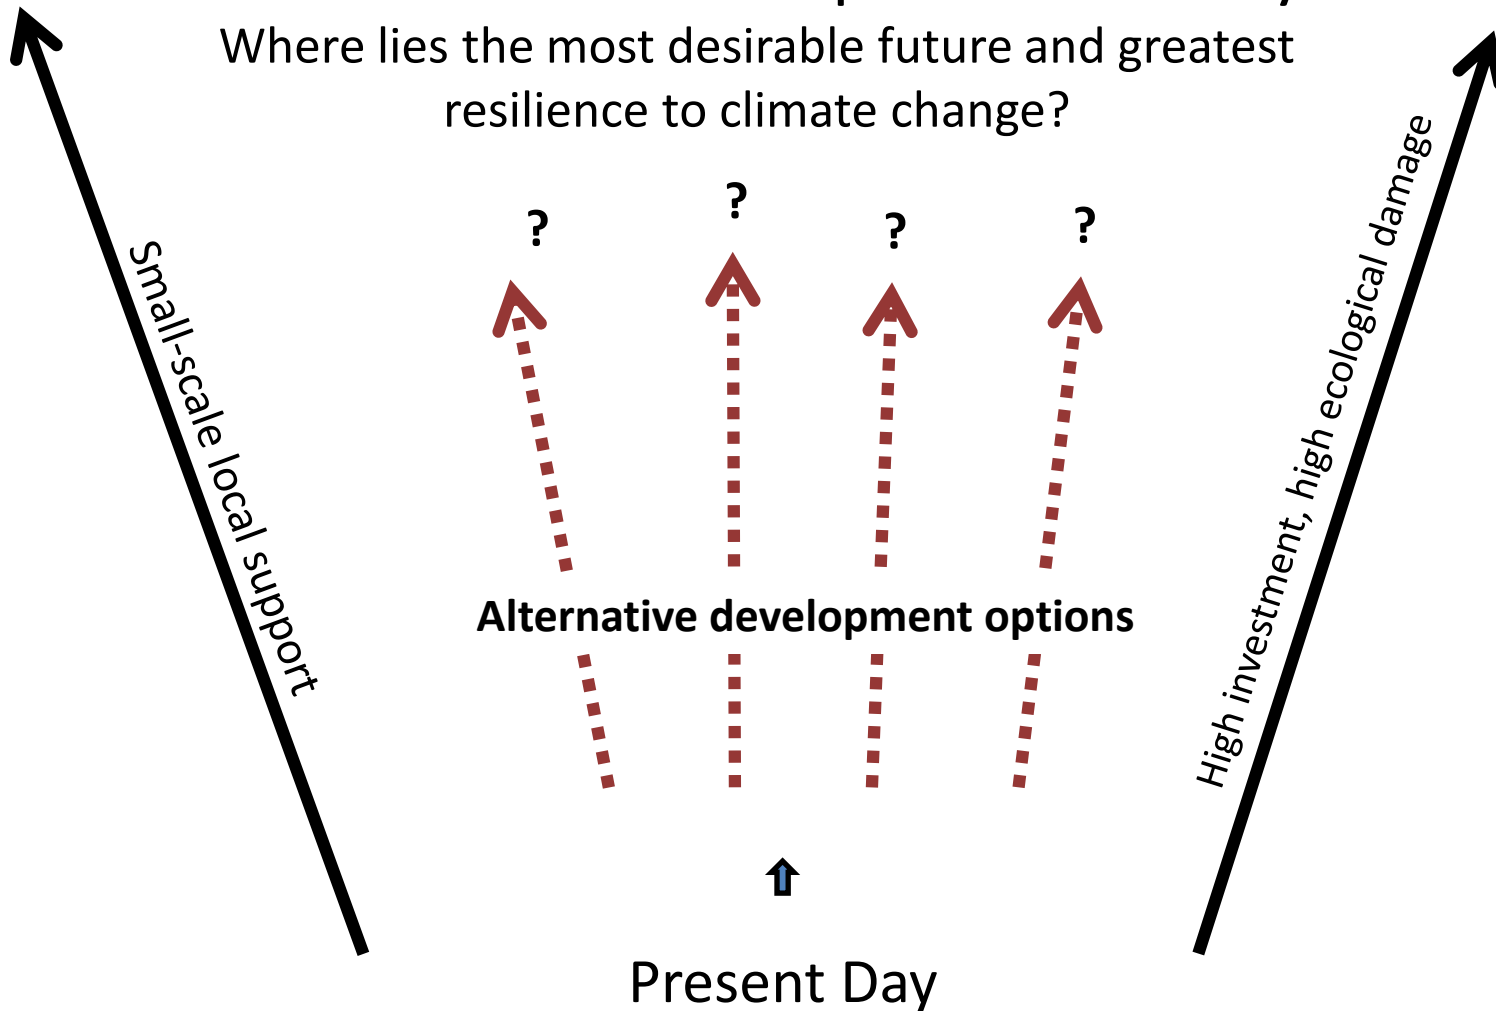 Where lies the most desirable future and greatest
resilience to climate change?
? ? ? ?
Small-scale local support
High investment, high ecological damage
Alternative development options
Present Day